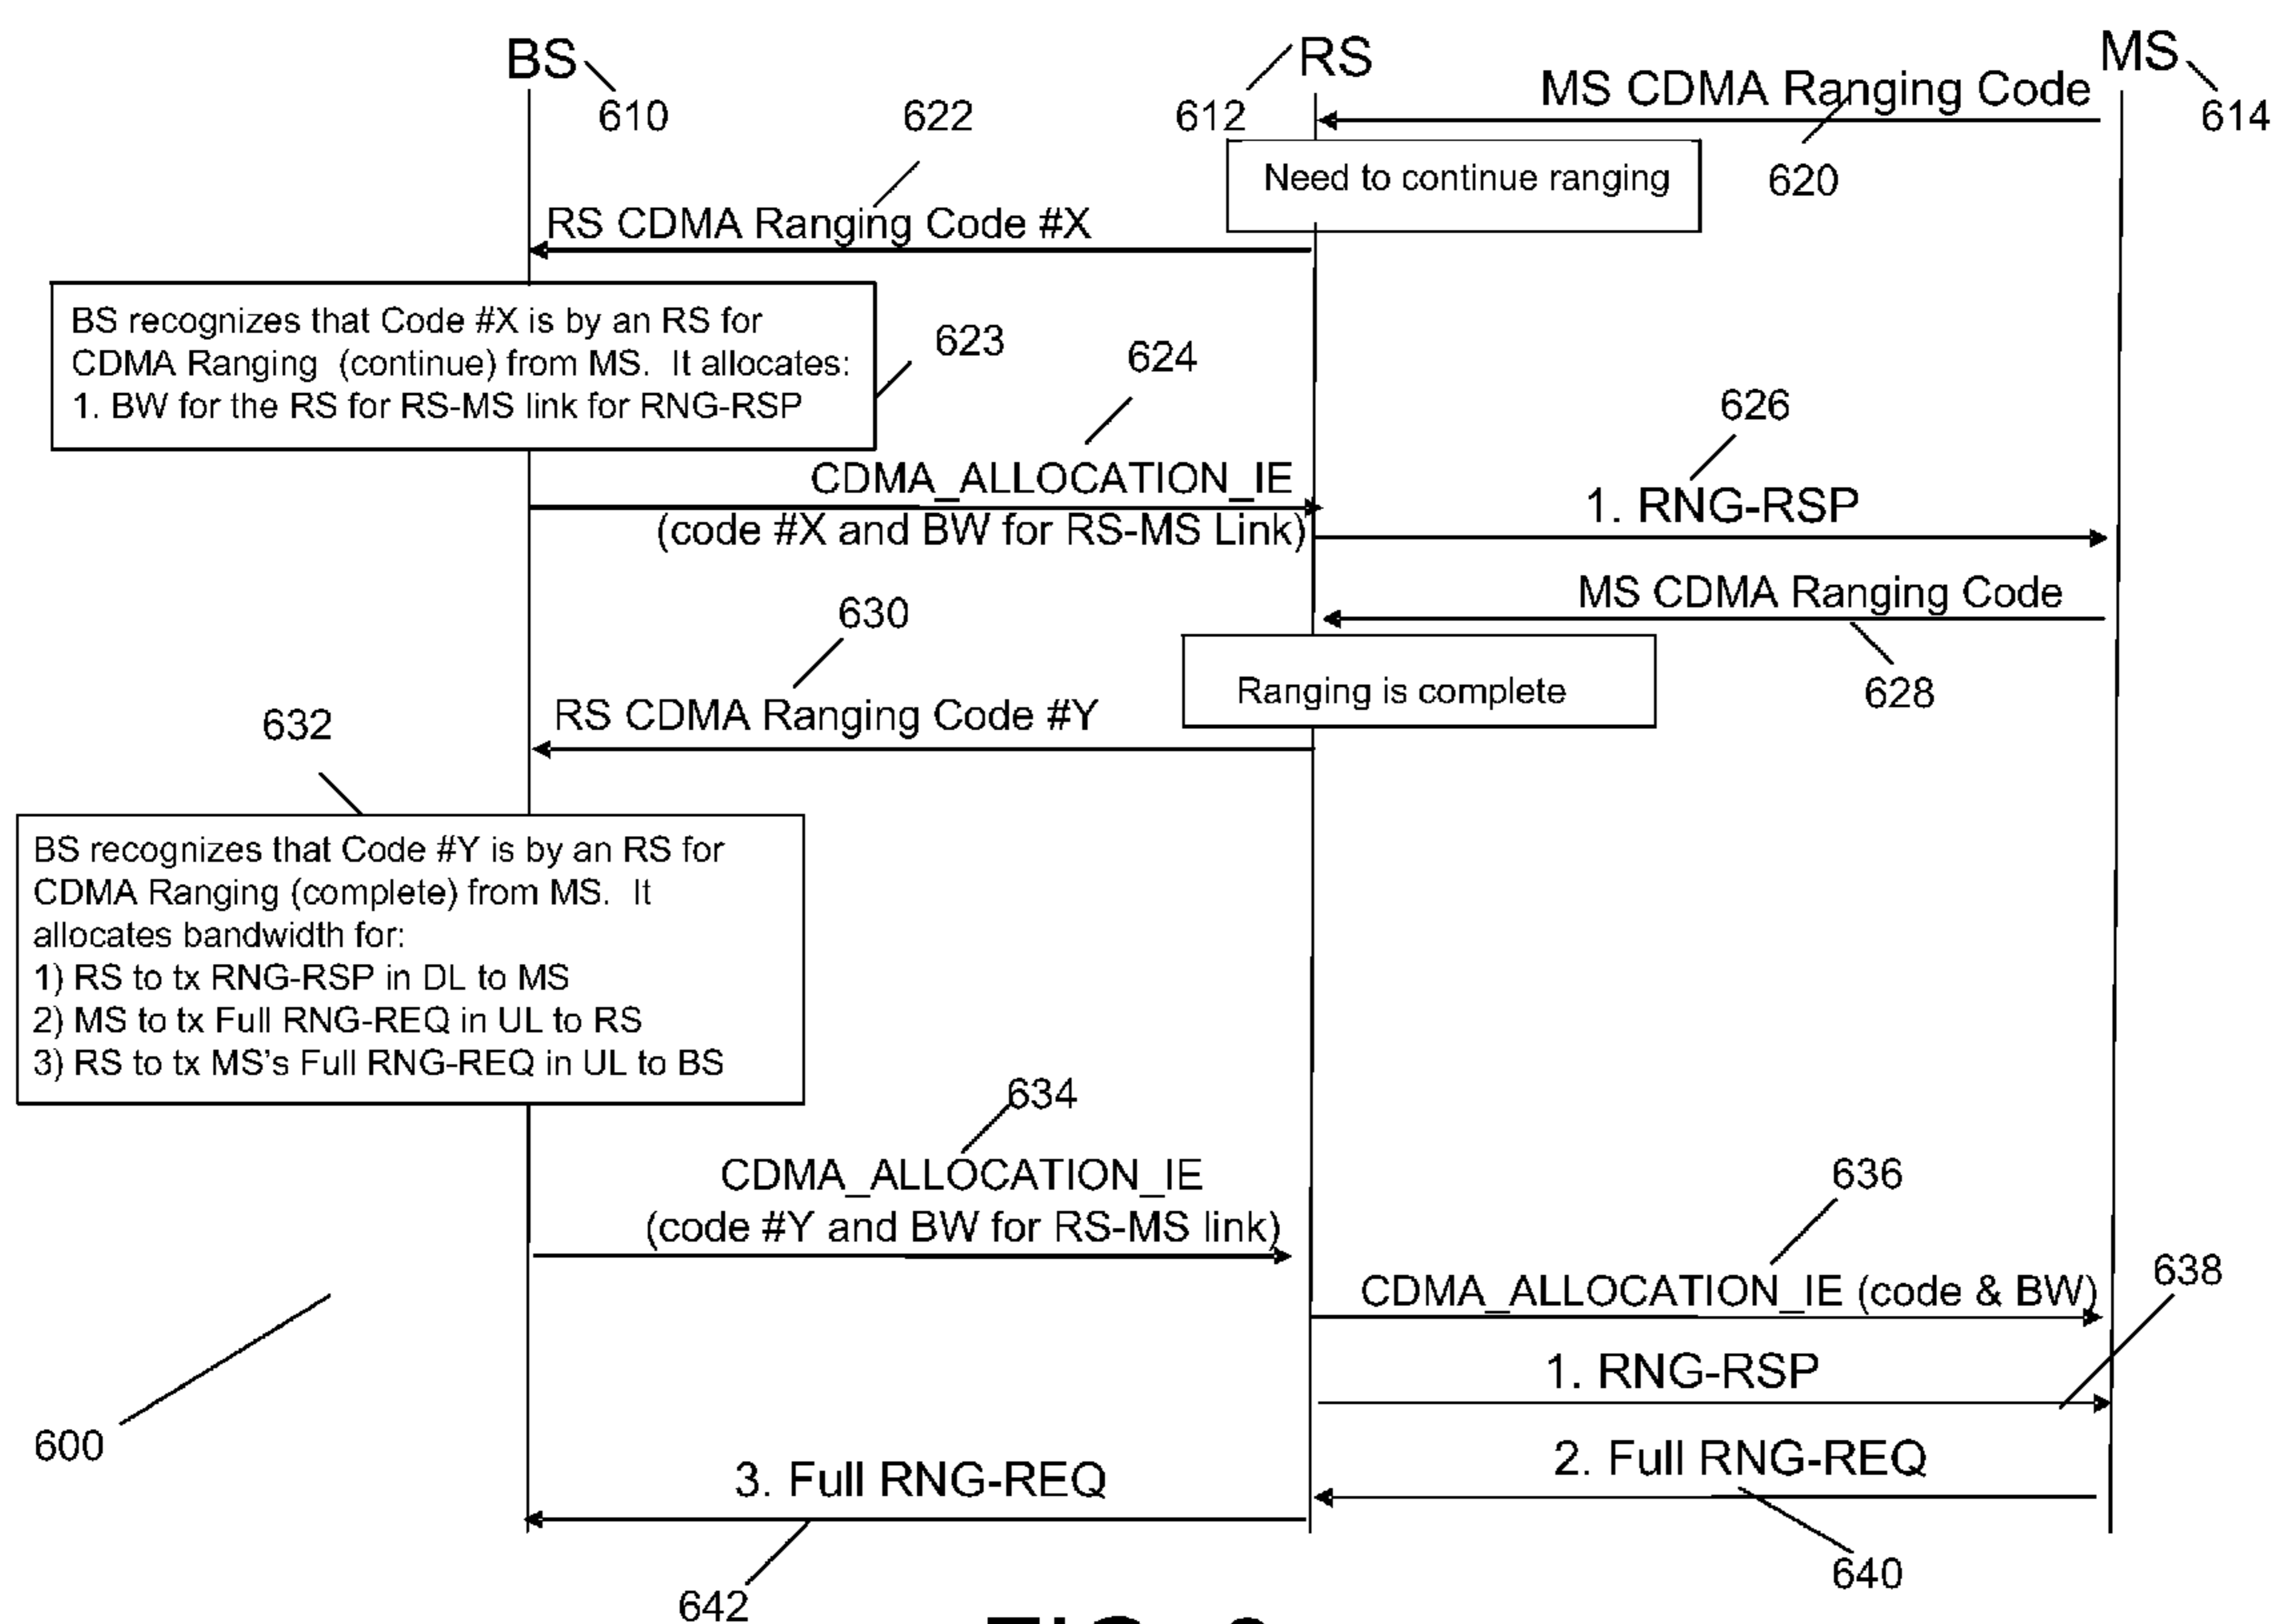 BS
610
622
612
RS
MS CDMA Ranging Code
MS
614
620
Need to continue ranging
RS CDMA Ranging Code #X
BS recognizes that Code #X is by an RS for
CDMA Ranging (continue) from MS. It allocates:
1. BW for the RS for RS-MS link for RNG-RSP
623
624
626
CDMA_ALLOCATION_IE
(code #X and BW for RS-MS Link)
1. RNG-RSP
MS CDMA Ranging Code
628
630
Ranging is complete
RS CDMA Ranging Code #Y
632
BS recognizes that Code #Y is by an RS for
CDMA Ranging (complete) from MS. It
allocates bandwidth for:
1) RS to tx RNG-RSP in DL to MS
2) MS to tx Full RNG-REQ in UL to RS
3) RS to tx MS's Full RNG-REQ in UL to BS
634
CDMA_ALLOCATION_IE
(code #Y and BW for RS-MS link)
636
638
CDMA_ALLOCATION_IE (code & BW)
1. RNG-RSP
600
2. Full RNG-REQ
3. Full RNG-REQ
640
642